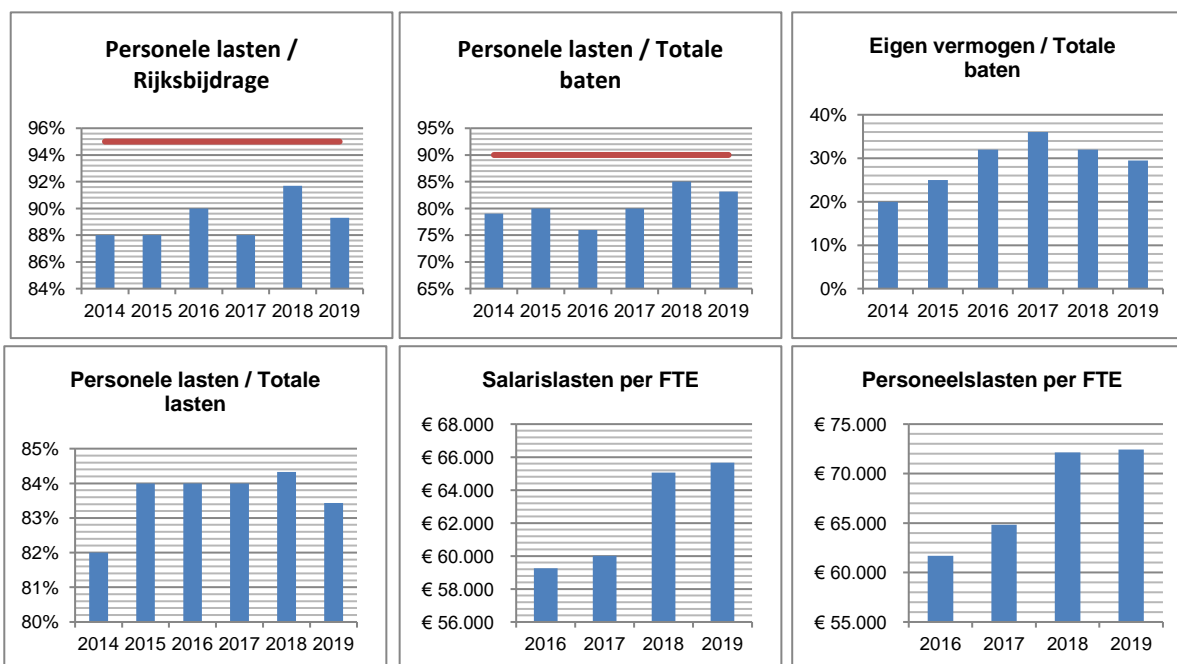 Personele lasten /
Rijksbijdrage
96%
94%
92%
90%
88%
86%
84%
2014 2015 2016 2017 2018 2019
Personele lasten / Totale
baten
95%
90%
85%
80%
75%
70%
65%
2014 2015 2016 2017 2018 2019
Eigen vermogen / Totale
baten
40%
30%
20%
10%
0%
2014 2015 2016 2017 2018 2019
Personele lasten / Totale
lasten
85%
84%
83%
82%
81%
80%
2014 2015 2016 2017 2018 2019
Salarislasten per FTE
€ 68.000
€ 66.000
€ 64.000
€ 62.000
€ 60.000
€ 58.000
€ 56.000
2016 2017 2018 2019
Personeelslasten per FTE
€ 75.000
€ 70.000
€ 65.000
€ 60.000
€ 55.000
2016 2017 2018 2019